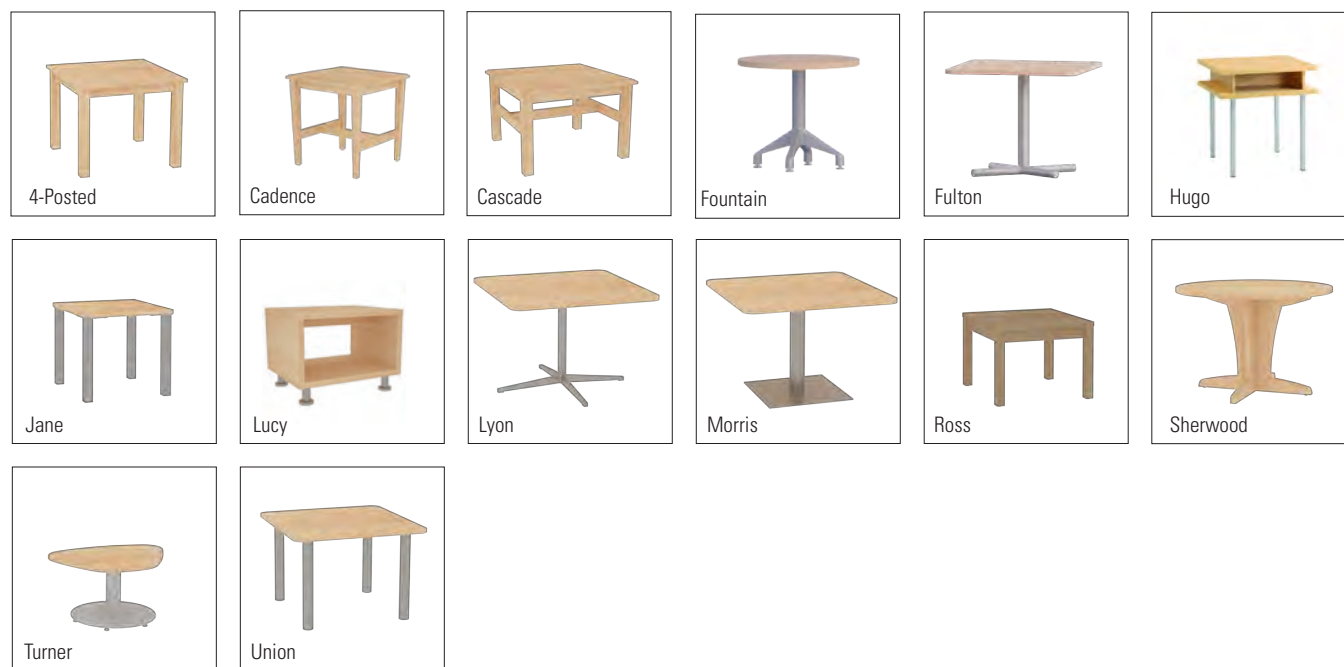 4-Posted
Cadence
Cascade
Fountain
Fulton
Hugo
Jane
Lucy
Lyon
Morris
Ross
Sherwood
Turner
Union